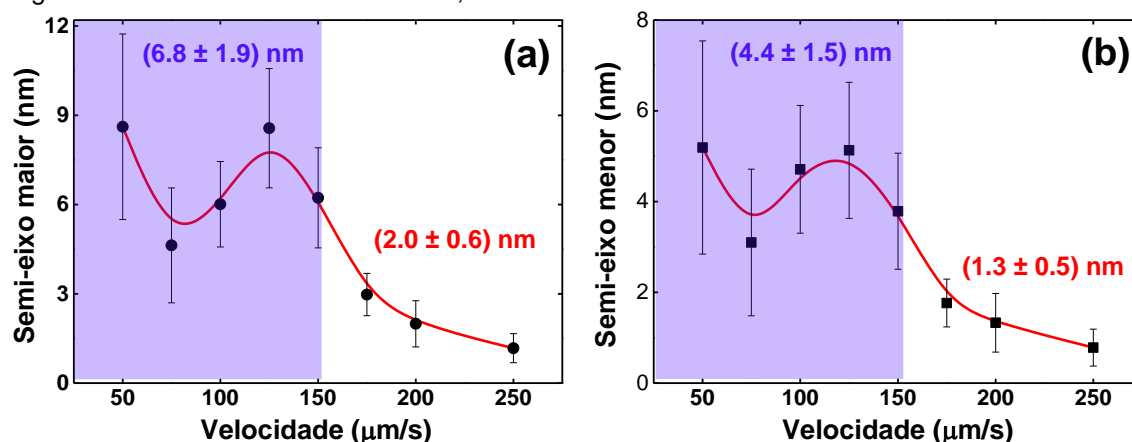 (a)
(6.8 ± 1.9) nm
(2.0 ± 0.6) nm
Semi-eixo maior (nm)
12
9
6
3
0
50 100 150 200 250
Velocidade (μm/s)
(b)
(4.4 ± 1.5) nm
(1.3 ± 0.5) nm
Semi-eixo menor (nm)
8
6
4
2
0
50 100 150 200 250
Velocidade (μm/s)